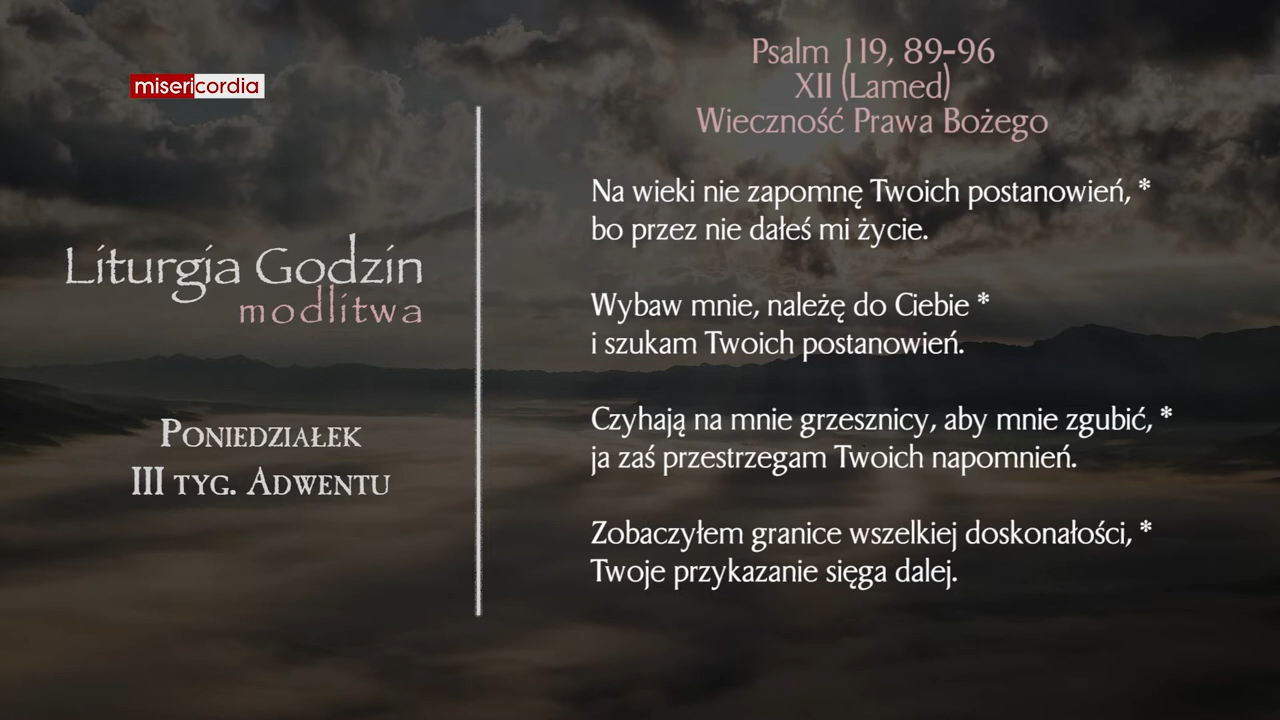 misericordia
Liturgia Godzin
modlitwa
Poniedziałek
III tyg. Adwentu
Psalm 119, 89-96
XII (Lamed)
Wieczność Prawa Bożego
Na wieki nie zapomnę Twoich postanowień, *
bo przez nie dałeś mi życie.
Wybaw mnie, należę do Ciebie *
i szukam Twoich postanowień.
Czyhają na mnie grzesznicy, aby mnie zgubić, *
ja zaś przestrzegam Twoich napomnień.
Zobaczyłem granice wszelkiej doskonałości, *
Twoje przykazanie sięga dalej.